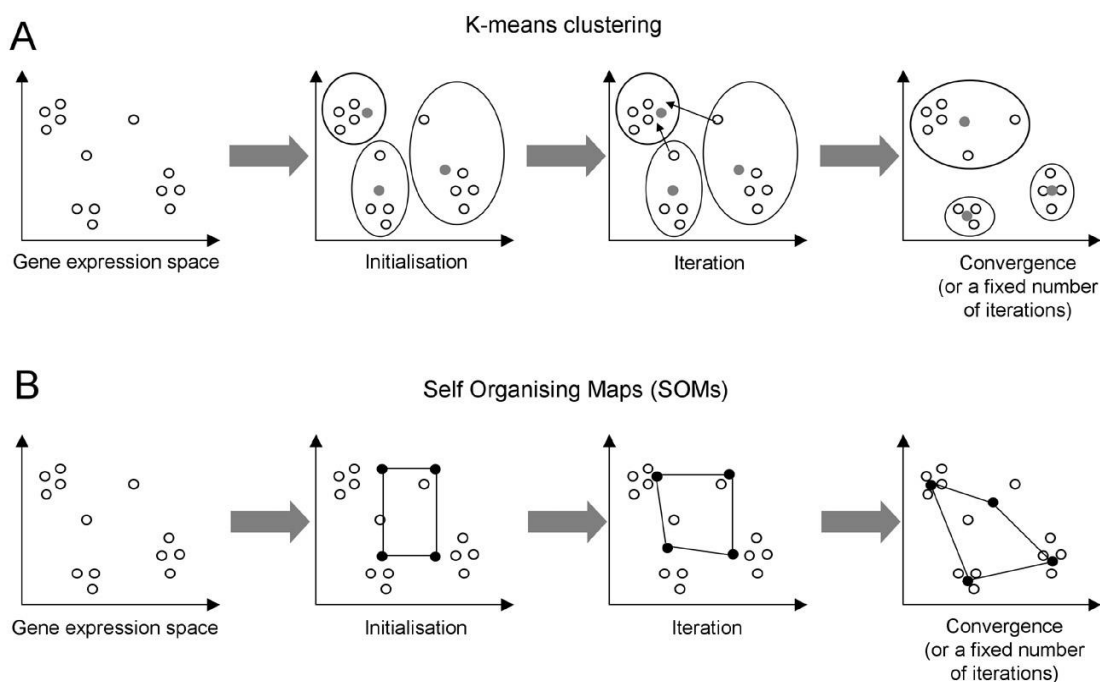 A
K-means clustering
Gene expression space
Initialisation
Iteration
Convergence
(or a fixed number
of iterations)
B
Self Organising Maps (SOMs)
Gene expression space
Initialisation
Iteration
Convergence
(or a fixed number
of iterations)